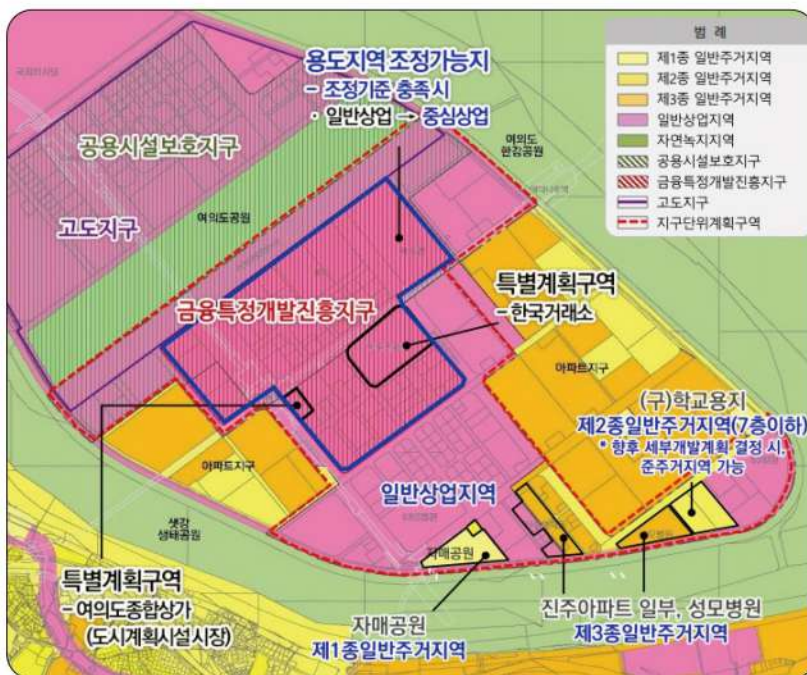 범 례
제1종 일반주거지역
제2종 일반주거지역
제3종 일반주거지역
일반상업지역
자연녹지지역
공용시설보호지구
금융특정개발진흥지구
고도지구
지구단위계획구역
용도지역 조정가능지
- 조정기준 충족시
· 일반상업 → 중심상업
공용시설보호지구
여의도
한강공원
고도지구
여의도공원
금융특정개발진흥지구
특별계획구역
- 한국거래소
아파트지구
(구)학교용지
제2종일반주거지역(7층이하)
* 향후 세부개발계획 결정 시,
준주거지역 가능
아파트지구
일반상업지역
샛강
생태공원
자매공원
특별계획구역
- 여의도종합상가
(도시계획시설 시장)
자매공원
제1종일반주거지역
진주아파트 일부, 성모병원
제3종일반주거지역